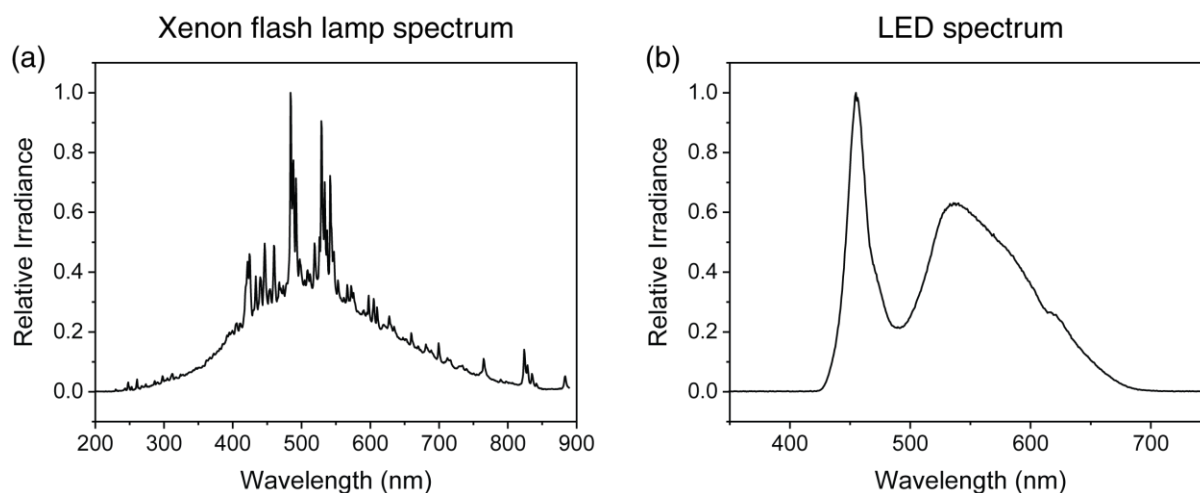 Xenon flash lamp spectrum
(a)
Relative Irradiance
1.0
0.8
0.6
0.4
0.2
0.0
200 300 400 500 600 700 800 900
Wavelength (nm)
LED spectrum
(b)
Relative Irradiance
1.0
0.8
0.6
0.4
0.2
0.0
400 500 600 700
Wavelength (nm)